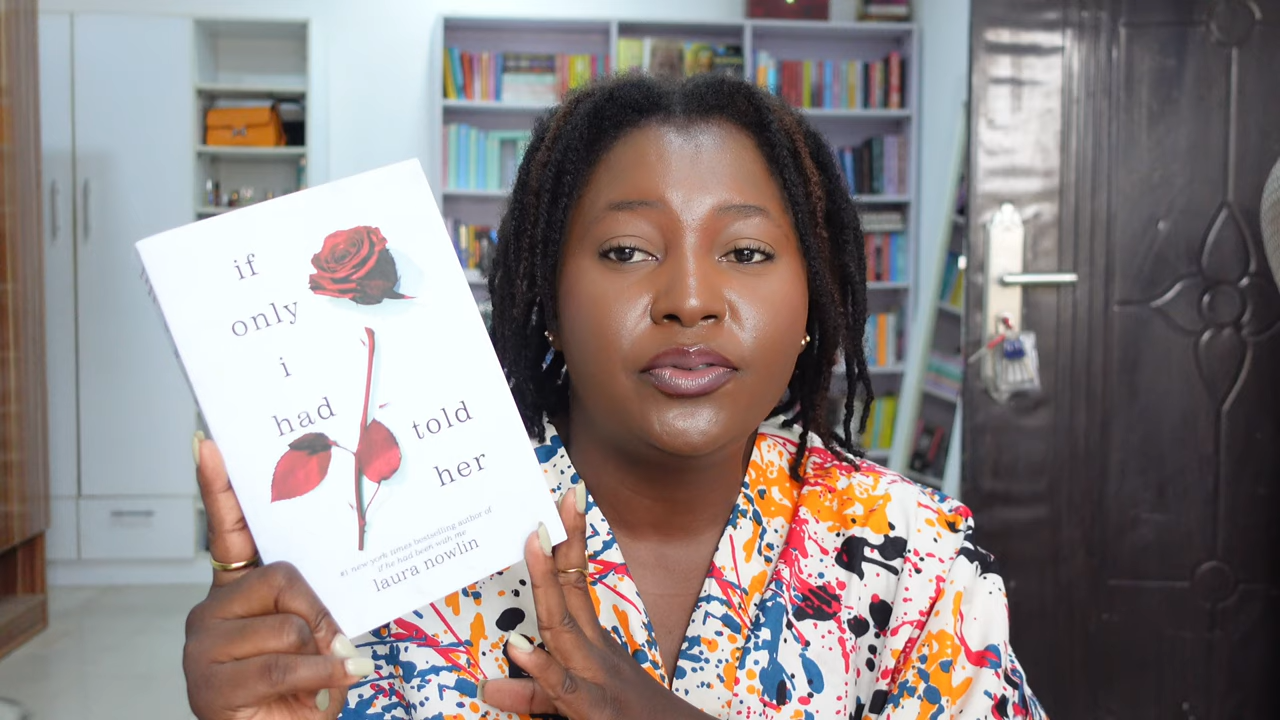 if
only
i
had
told
her
#1 new york times bestselling author of
if he had been with me
laura nowlin